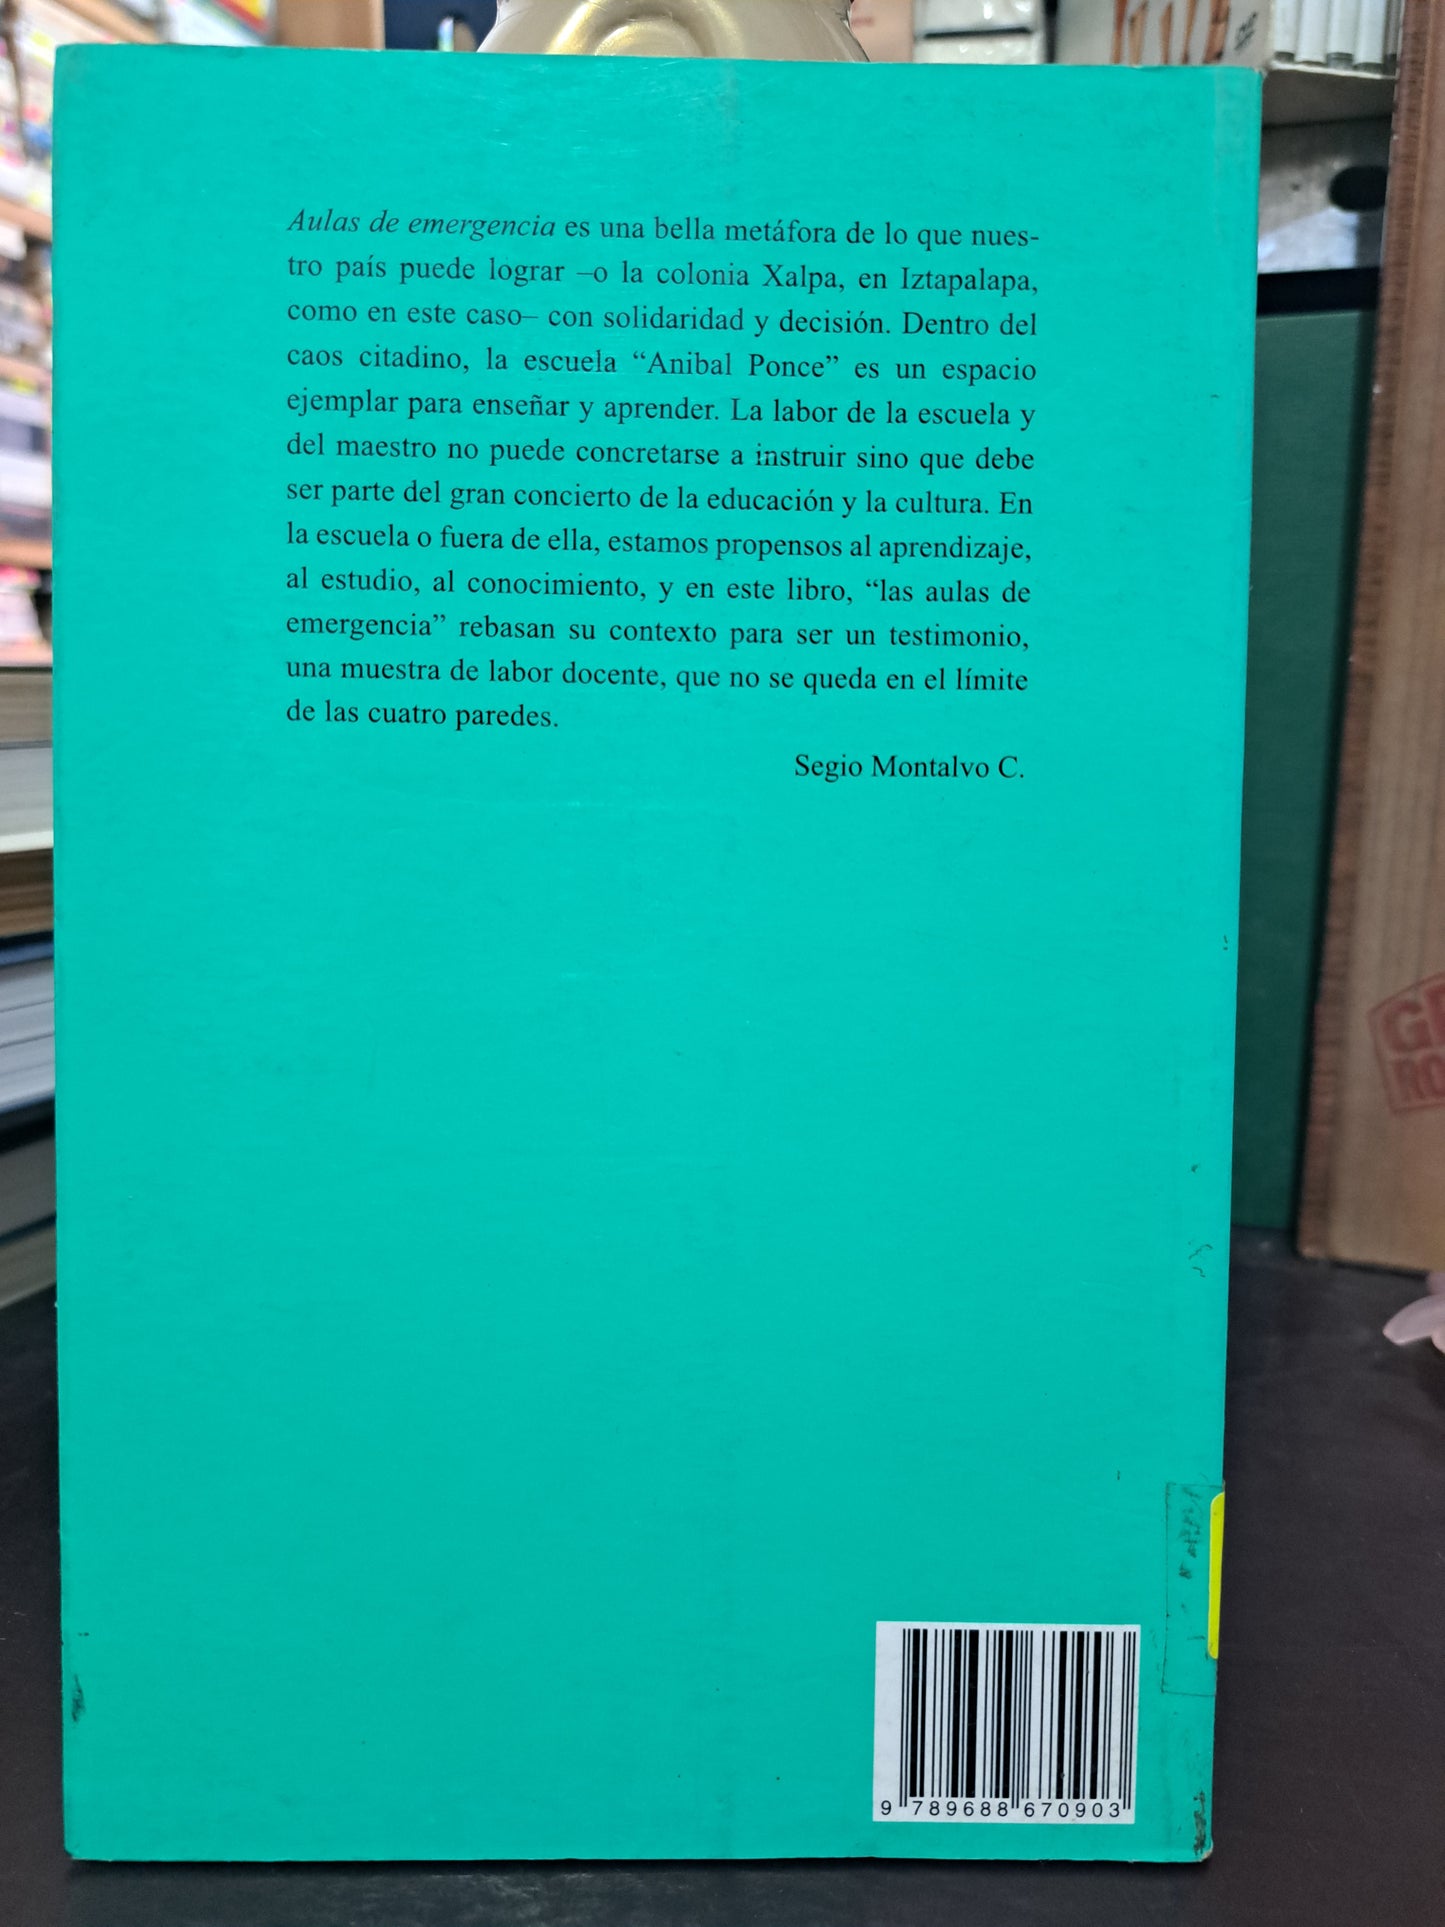 Aulas de emergencia es una bella metáfora de lo que nues-
tro país puede lograr –o la colonia Xalpa, en Iztapalapa,
como en este caso– con solidaridad y decisión. Dentro del
caos citadino, la escuela “Anibal Ponce” es un espacio
ejemplar para enseñar y aprender. La labor de la escuela y
del maestro no puede concretarse a instruir sino que debe
ser parte del gran concierto de la educación y la cultura. En
la escuela o fuera de ella, estamos propensos al aprendizaje,
al estudio, al conocimiento, y en este libro, “las aulas de
emergencia” rebasan su contexto para ser un testimonio,
una muestra de labor docente, que no se queda en el límite
de las cuatro paredes.
Segio Montalvo C.
9 789688 670903